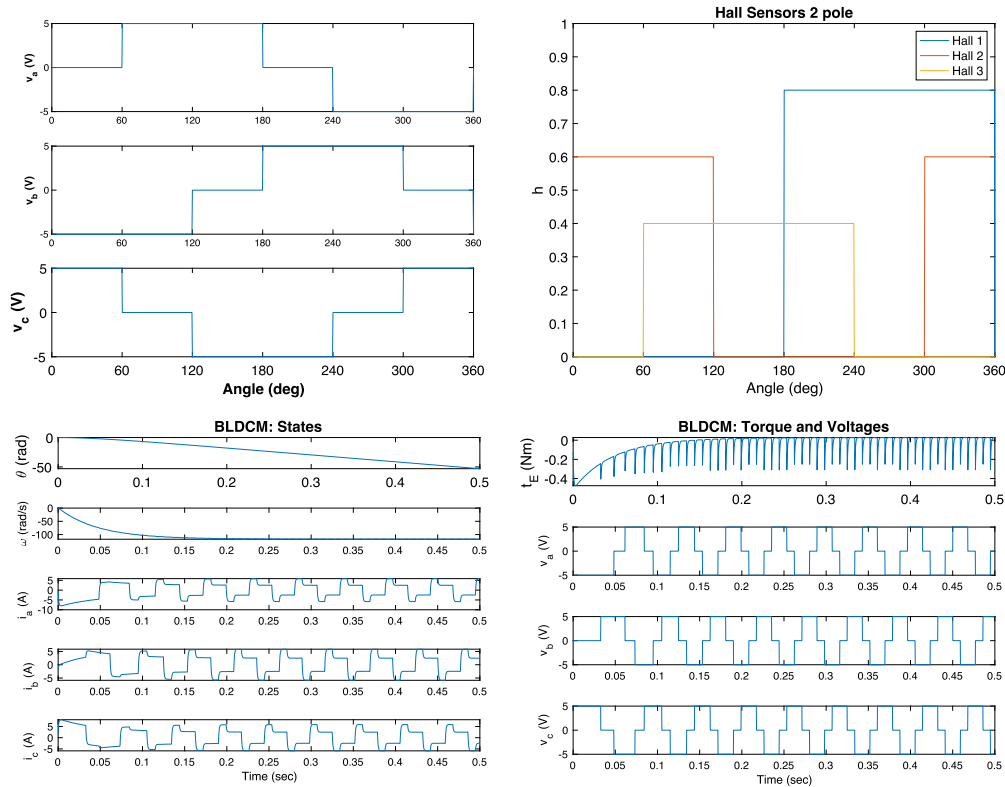 5
0
-5
v_a (V)
0 60 120 180 240 300 360
5
0
-5
v_b (V)
0 60 120 180 240 300 360
5
0
-5
v_c (V)
0 60 120 180 240 300 360
Angle (deg)
Hall Sensors 2 pole
Hall 1
Hall 2
Hall 3
1
0.9
0.8
0.7
0.6
0.5
0.4
0.3
0.2
0.1
0
h
0 60 120 180 240 300 360
Angle (deg)
BLDCM: States
0
-50
θ (rad)
0 0.1 0.2 0.3 0.4 0.5
0
-50
-100
ω (rad/s)
0 0.05 0.1 0.15 0.2 0.25 0.3 0.35 0.4 0.45 0.5
5
0
-5
-10
i_a (A)
0 0.05 0.1 0.15 0.2 0.25 0.3 0.35 0.4 0.45 0.5
5
0
-5
i_b (A)
0 0.05 0.1 0.15 0.2 0.25 0.3 0.35 0.4 0.45 0.5
5
0
-5
i_c (A)
0 0.05 0.1 0.15 0.2 0.25 0.3 0.35 0.4 0.45 0.5
Time (sec)
BLDCM: Torque and Voltages
0
-0.2
-0.4
t_E (Nm)
0 0.1 0.2 0.3 0.4 0.5
5
0
-5
v_a (V)
0 0.05 0.1 0.15 0.2 0.25 0.3 0.35 0.4 0.45 0.5
5
0
-5
v_b (V)
0 0.05 0.1 0.15 0.2 0.25 0.3 0.35 0.4 0.45 0.5
5
0
-5
v_c (V)
0 0.05 0.1 0.15 0.2 0.25 0.3 0.35 0.4 0.45 0.5
Time (sec)